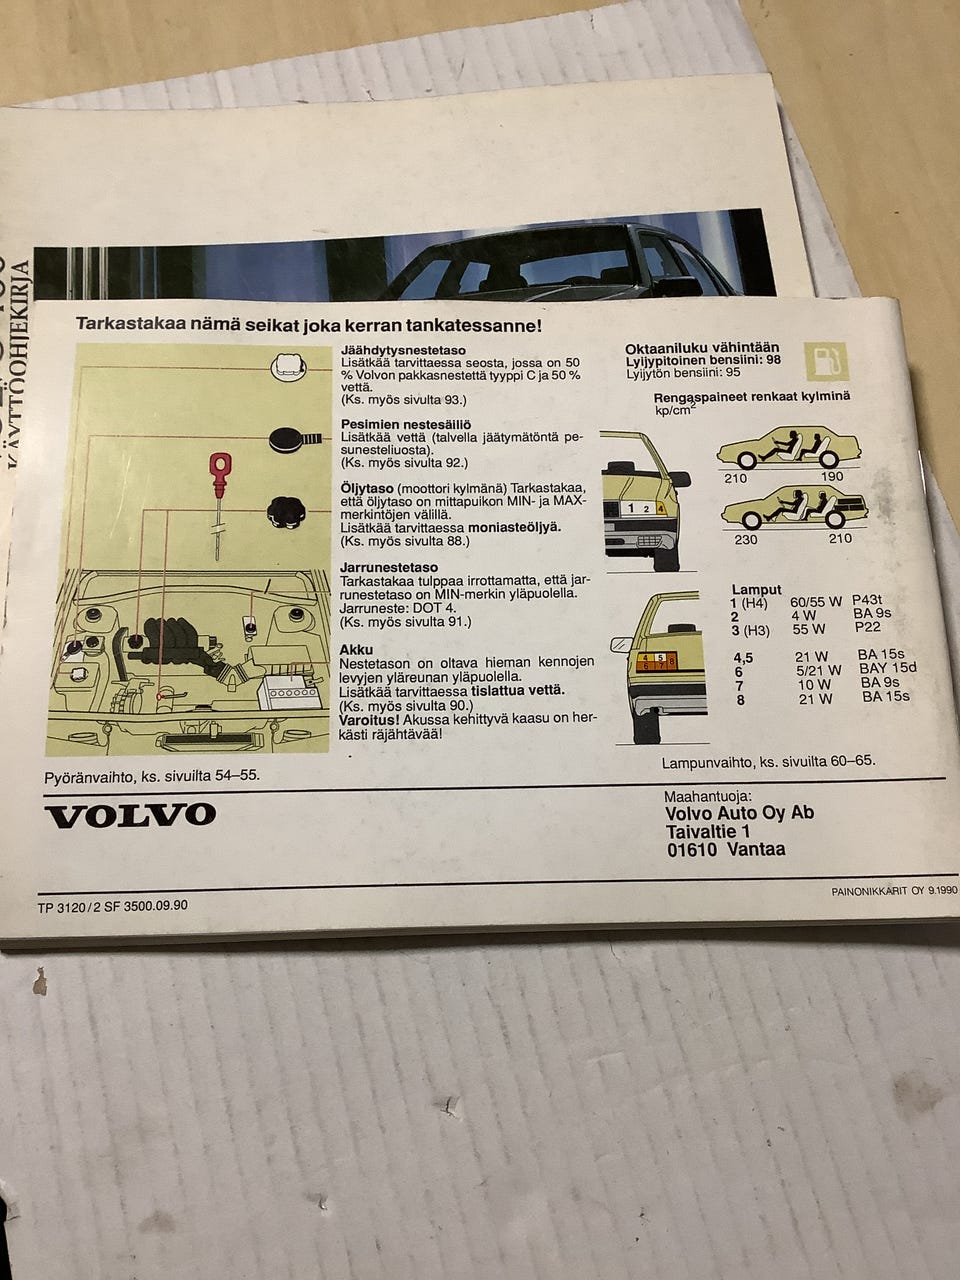 KÄYTTÖOHJEKIRJA
Tarkastakaa nämä seikat joka kerran tankatessanne!
Jäähdytysnestetaso
Lisätkää tarvittaessa seosta, jossa on 50
% Volvon pakkasnestettä tyyppi C ja 50 %
vettä.
(Ks. myös sivulta 93.)
Pesimien nestesäiliö
Lisätkää vettä (talvella jäätymätöntä pe-
sunesteliuosta).
(Ks. myös sivulta 92.)
Öljytaso (moottori kylmänä) Tarkastakaa,
että öljytaso on mittapuikon MIN- ja MAX-
merkintöjen välillä.
Lisätkää tarvittaessa moniasteöljyä.
(Ks. myös sivulta 88.)
Jarrunestetaso
Tarkastakaa tulppaa irrottamatta, että jar-
runestetaso on MIN-merkin yläpuolella.
Jarruneste: DOT 4.
(Ks. myös sivulta 91.)
Akku
Nestetason on oltava hieman kennojen
levyjen yläreunan yläpuolella.
Lisätkää tarvittaessa tislattua vettä.
(Ks. myös sivulta 90.)
Varoitus! Akussa kehittyvä kaasu on her-
kästi räjähtävää!
Pyöränvaihto, ks. sivuilta 54–55.
Oktaaniluku vähintään
Lyijypitoinen bensiini: 98
Lyijytön bensiini: 95
Rengaspaineet renkaat kylminä
kp/cm²
210 190
230 210
1 2 4
4 5 8
6 7
Lamput
1 (H4) 60/55 W P43t
2 4 W BA 9s
3 (H3) 55 W P22
4,5 21 W BA 15s
6 5/21 W BAY 15d
7 10 W BA 9s
8 21 W BA 15s
Lampunvaihto, ks. sivuilta 60–65.
VOLVO
Maahantuoja:
Volvo Auto Oy Ab
Taivaltie 1
01610 Vantaa
TP 3120/2 SF 3500.09.90
PAINONIKKARIT OY 9.1990